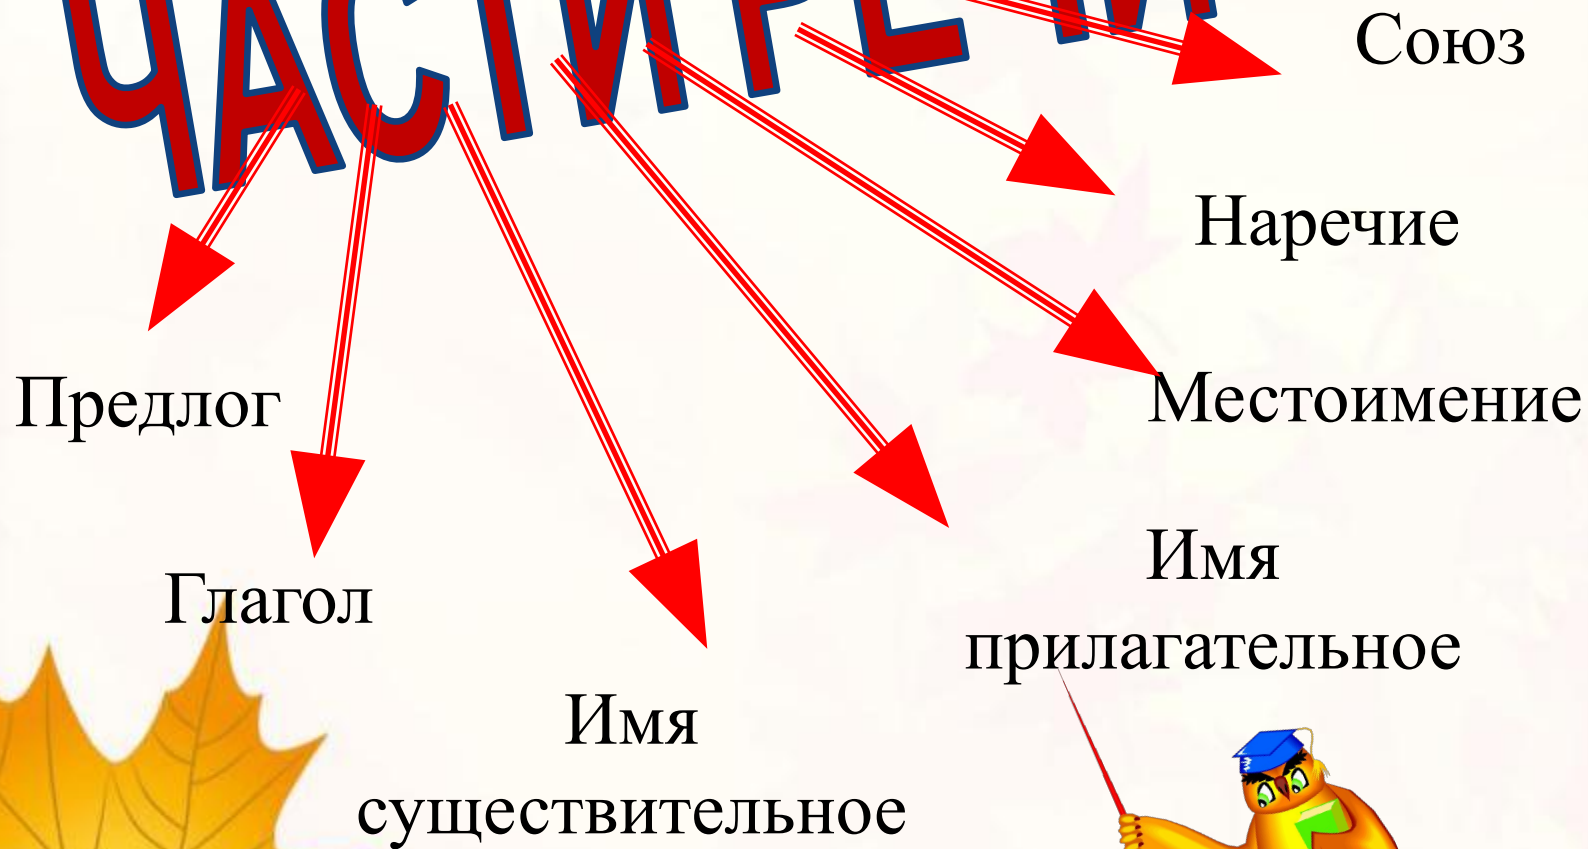 ЧАСТИ РЕЧИ
Союз
Наречие
Предлог
Местоимение
Глагол
Имя
прилагательное
Имя
существительное